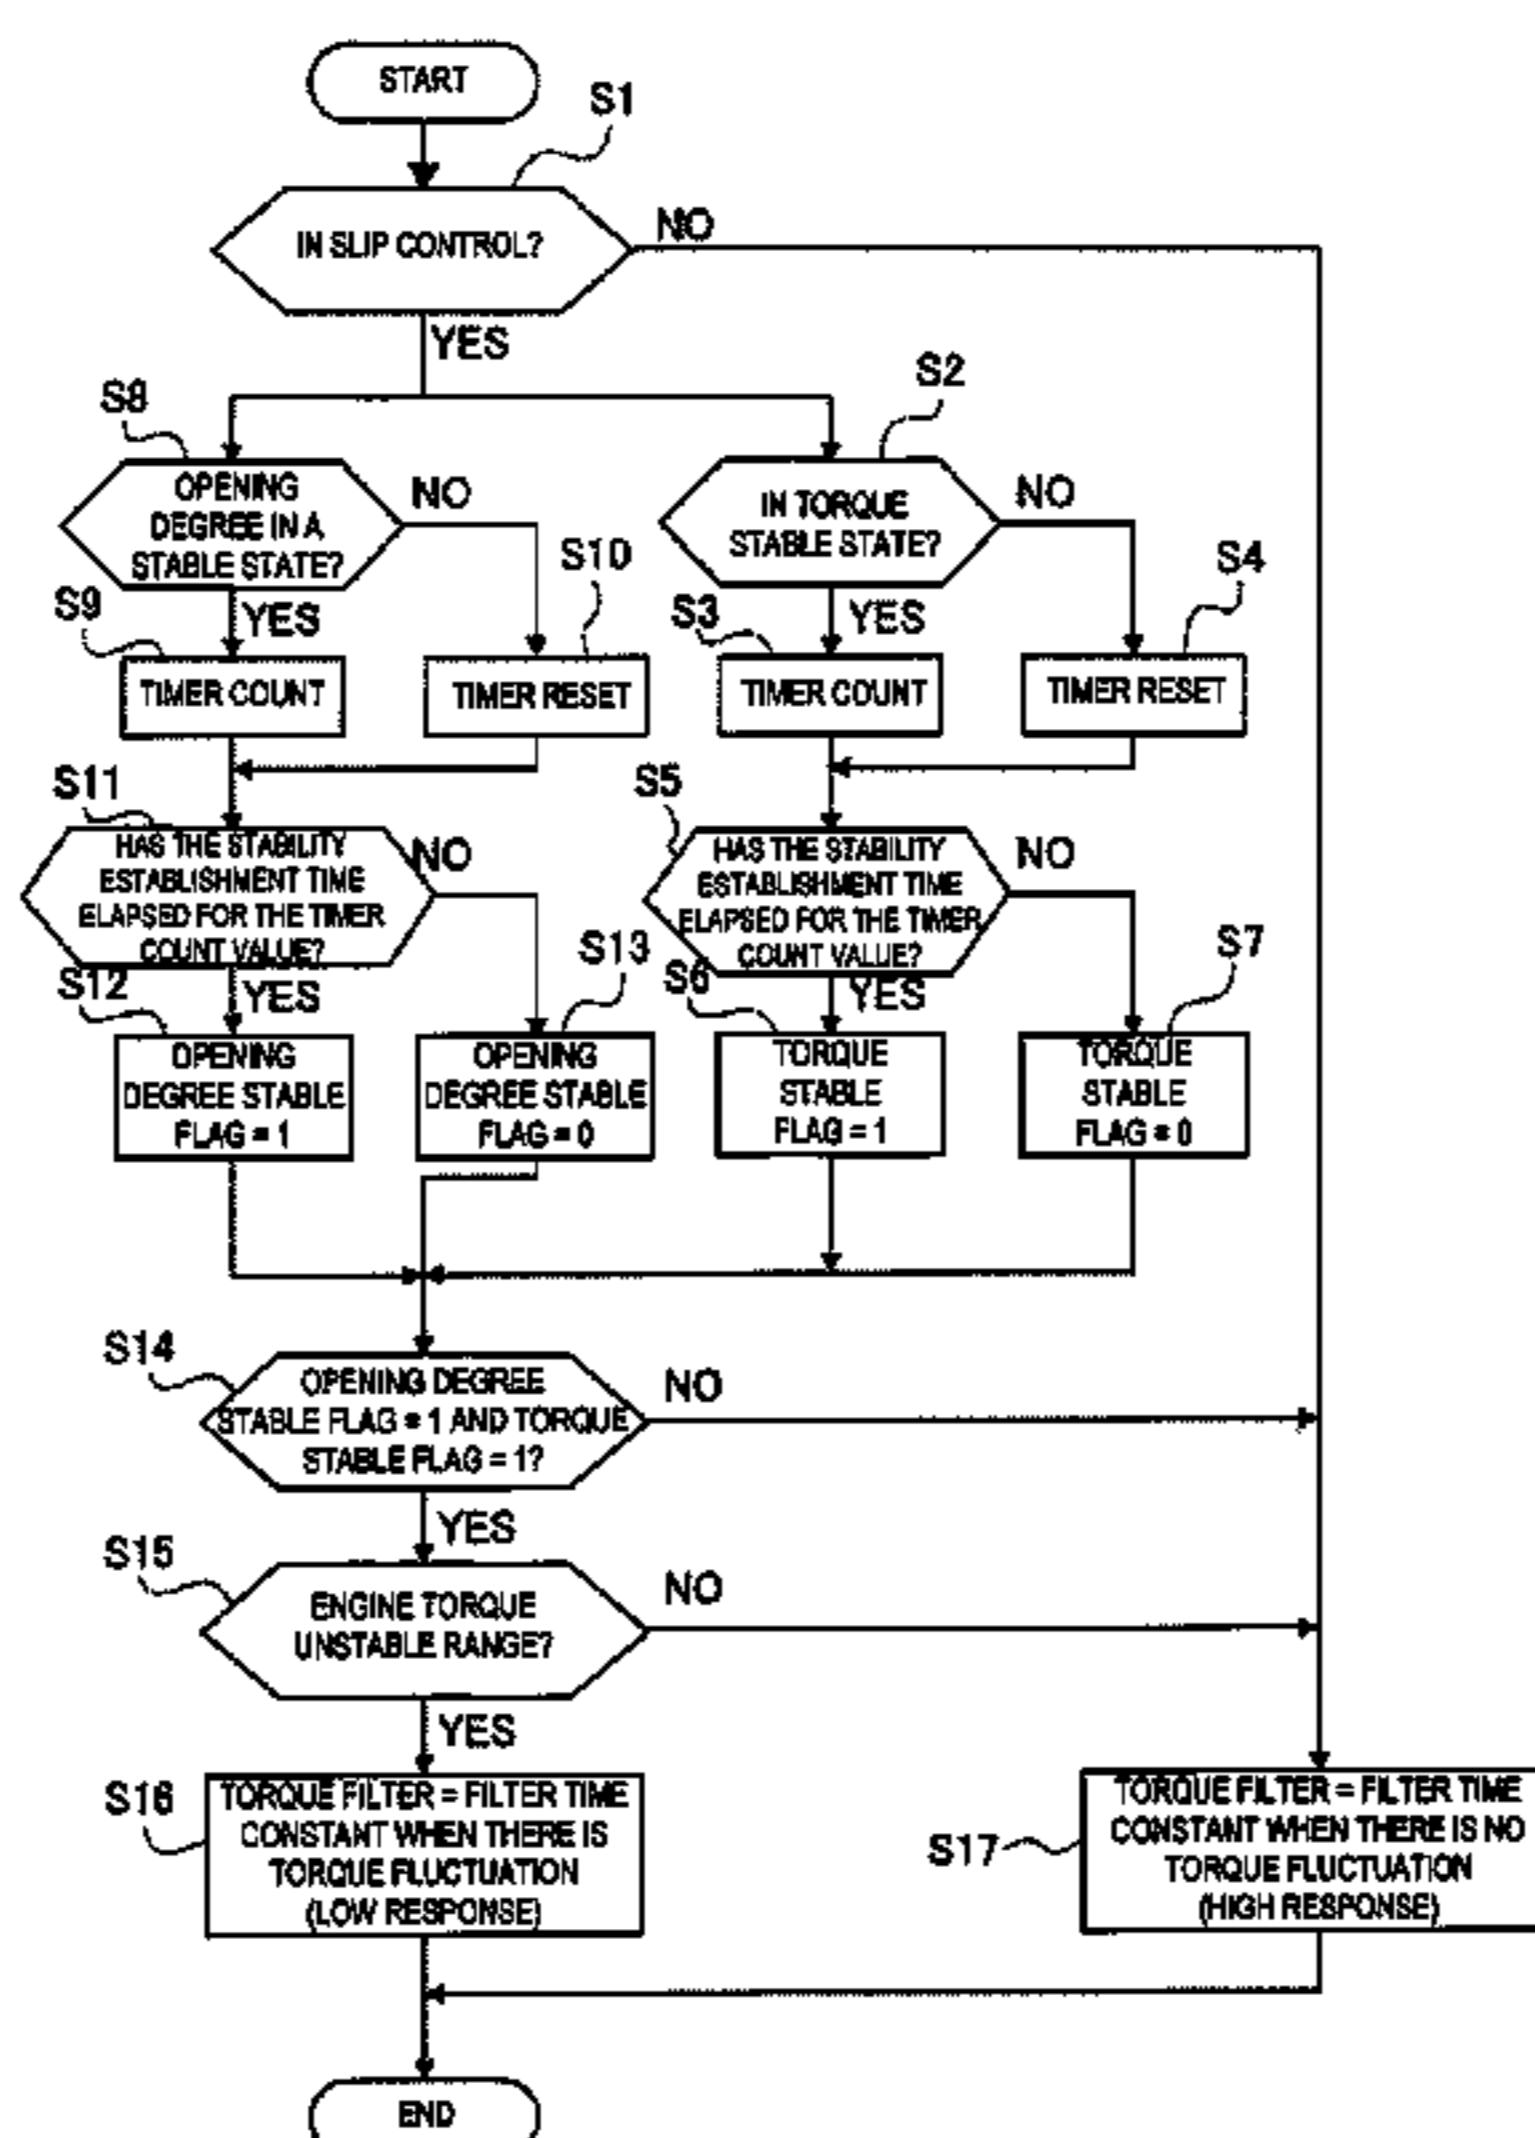 START
S1
IN SLIP CONTROL?
NO
YES
S8
S2
OPENING
DEGREE IN A
STABLE STATE?
NO
IN TORQUE
STABLE STATE?
NO
S9
YES
S10
S3
YES
S4
TIMER COUNT
TIMER RESET
TIMER COUNT
TIMER RESET
S11
HAS THE STABILITY
ESTABLISHMENT TIME
ELAPSED FOR THE TIMER
COUNT VALUE?
NO
S5
HAS THE STABILITY
ESTABLISHMENT TIME
ELAPSED FOR THE TIMER
COUNT VALUE?
NO
S12
YES
S13
S6
YES
S7
OPENING
DEGREE STABLE
FLAG = 1
OPENING
DEGREE STABLE
FLAG = 0
TORQUE
STABLE
FLAG = 1
TORQUE
STABLE
FLAG = 0
S14
OPENING DEGREE
STABLE FLAG = 1 AND TORQUE
STABLE FLAG = 1?
NO
YES
S15
ENGINE TORQUE
UNSTABLE RANGE?
NO
YES
S16
TORQUE FILTER = FILTER TIME
CONSTANT WHEN THERE IS
TORQUE FLUCTUATION
(LOW RESPONSE)
S17
TORQUE FILTER = FILTER TIME
CONSTANT WHEN THERE IS NO
TORQUE FLUCTUATION
(HIGH RESPONSE)
END